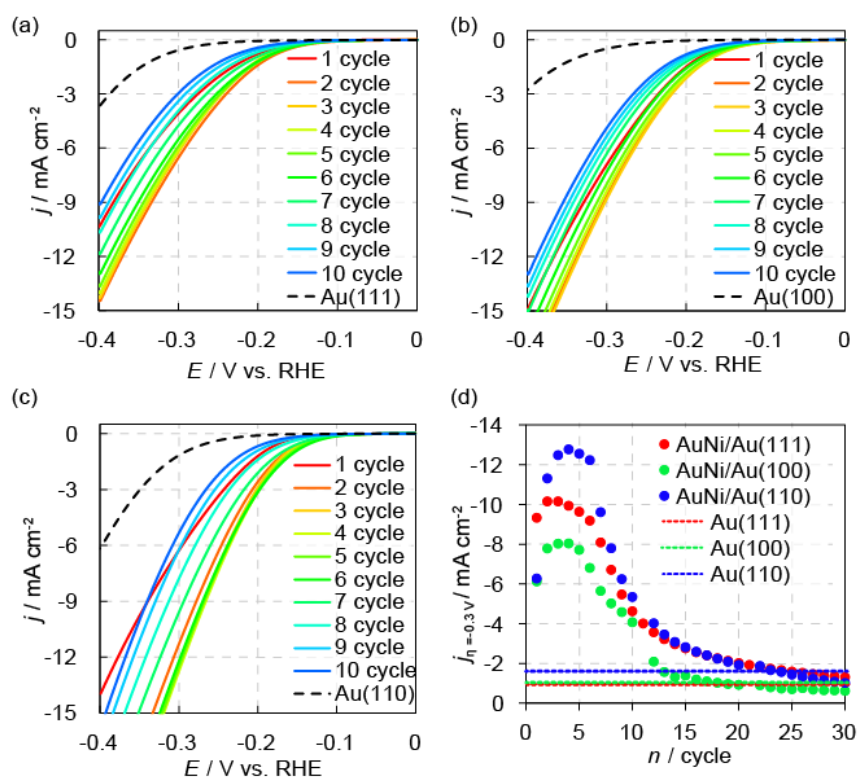 (a)
0
-3
-6
-9
-12
-15
j / mA cm-2
-0.4
-0.3
-0.2
-0.1
0
E / V vs. RHE
1 cycle
2 cycle
3 cycle
4 cycle
5 cycle
6 cycle
7 cycle
8 cycle
9 cycle
10 cycle
Au(111)
(b)
0
-3
-6
-9
-12
-15
j / mA cm-2
-0.4
-0.3
-0.2
-0.1
0
E / V vs. RHE
1 cycle
2 cycle
3 cycle
4 cycle
5 cycle
6 cycle
7 cycle
8 cycle
9 cycle
10 cycle
Au(100)
(c)
0
-3
-6
-9
-12
-15
j / mA cm-2
-0.4
-0.3
-0.2
-0.1
0
E / V vs. RHE
1 cycle
2 cycle
3 cycle
4 cycle
5 cycle
6 cycle
7 cycle
8 cycle
9 cycle
10 cycle
Au(110)
(d)
-14
-12
-10
-8
-6
-4
-2
0
jη =-0.3 V / mA cm-2
0
5
10
15
20
25
30
n / cycle
AuNi/Au(111)
AuNi/Au(100)
AuNi/Au(110)
Au(111)
Au(100)
Au(110)